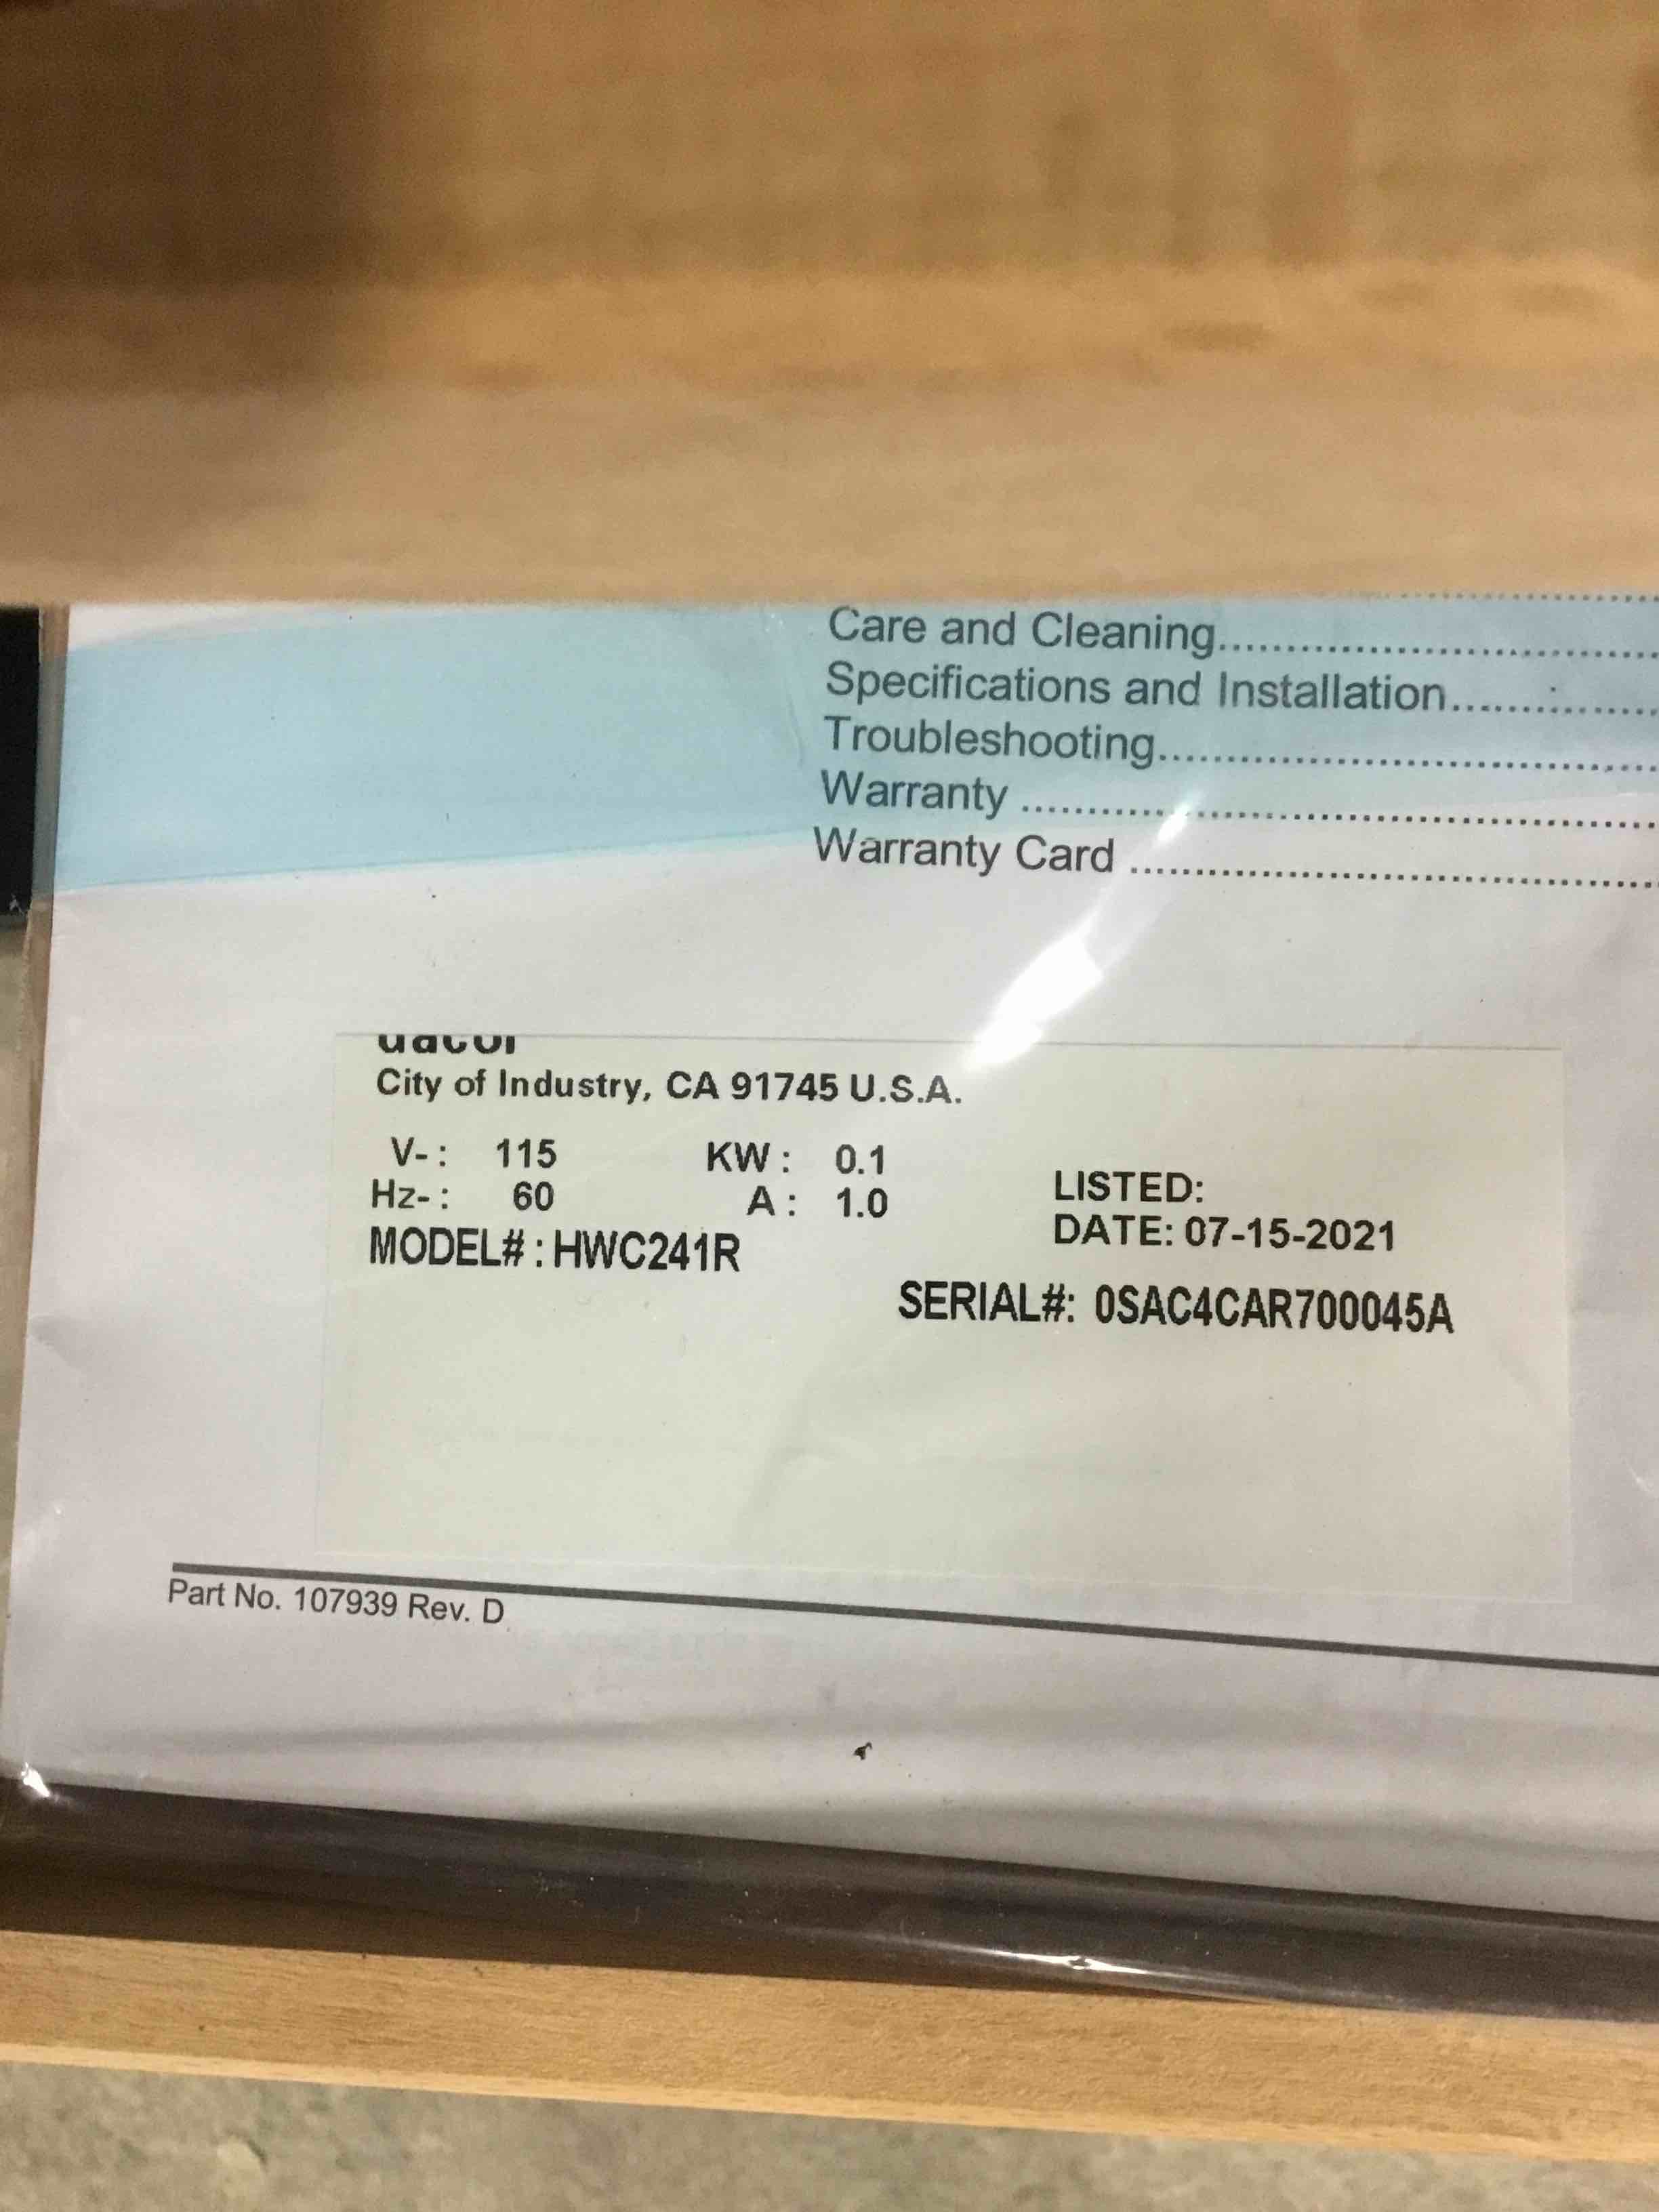 Care and Cleaning
Specifications and Installation
Troubleshooting
Warranty
Warranty Card
dacor
City of Industry, CA 91745 U.S.A.
V- : 115 KW : 0.1
Hz- : 60 A : 1.0
LISTED:
MODEL# : HWC241R
DATE: 07-15-2021
SERIAL#: 0SAC4CAR700045A
Part No. 107939 Rev. D